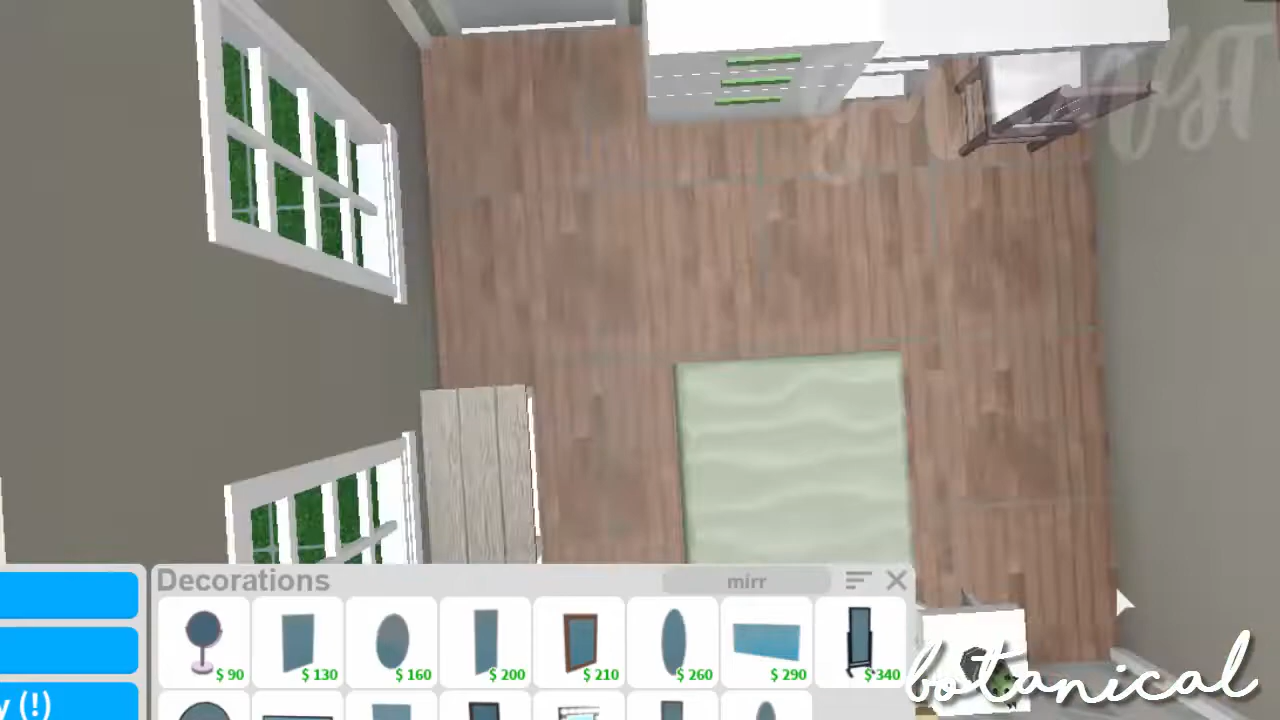 Decorations
mirr
$ 90
$ 130
$ 160
$ 200
$ 210
$ 260
$ 290
$ 340
y (!)
botanical